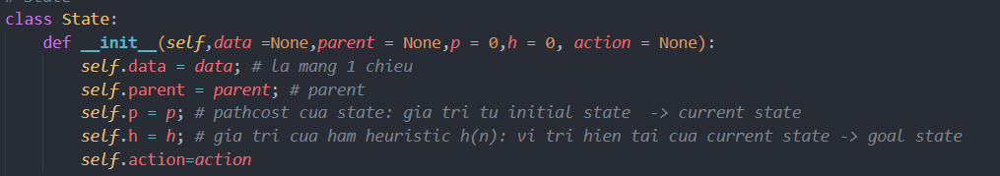 # State
class State:
    def __init__(self,data =None,parent = None,p = 0,h = 0, action = None):
        self.data = data; # la mang 1 chieu
        self.parent = parent; # parent
        self.p = p; # pathcost cua state: gia tri tu initial state  -> current state
        self.h = h; # gia tri cua ham heuristic h(n): vi tri hien tai cua current state -> goal state
        self.action=action